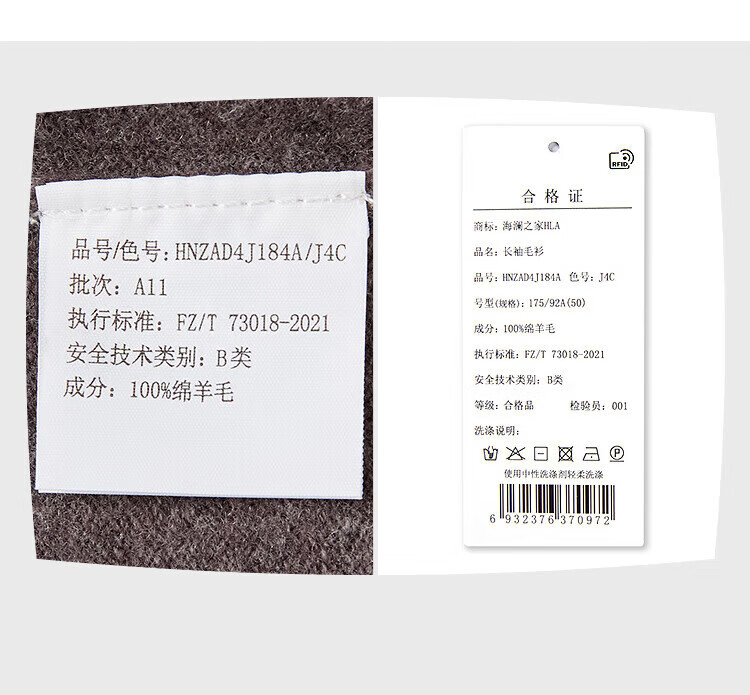 品号/色号: HNZAD4J184A/J4C
批次: A11
执行标准: FZ/T 73018-2021
安全技术类别: B类
成分: 100%绵羊毛
RFID
合格证
商标: 海澜之家HLA
品名: 长袖毛衫
品号: HNZAD4J184A 色号: J4C
号型(规格): 175/92A(50)
成分: 100%绵羊毛
执行标准: FZ/T 73018-2021
安全技术类别: B类
等级: 合格品 检验员: 001
洗涤说明:
P
使用中性洗涤剂轻柔洗涤
6 932376 370972